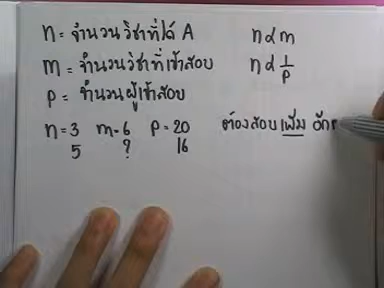 n = จำนวนวิชาที่ได้ A n ∝ m
m = จำนวนวิชาที่เข้าสอบ n ∝ 1/P
P = จำนวนผู้เข้าสอบ
n = 3 m = 6 P = 20 ต้องสอบเพิ่ม อีก
5 ? 16